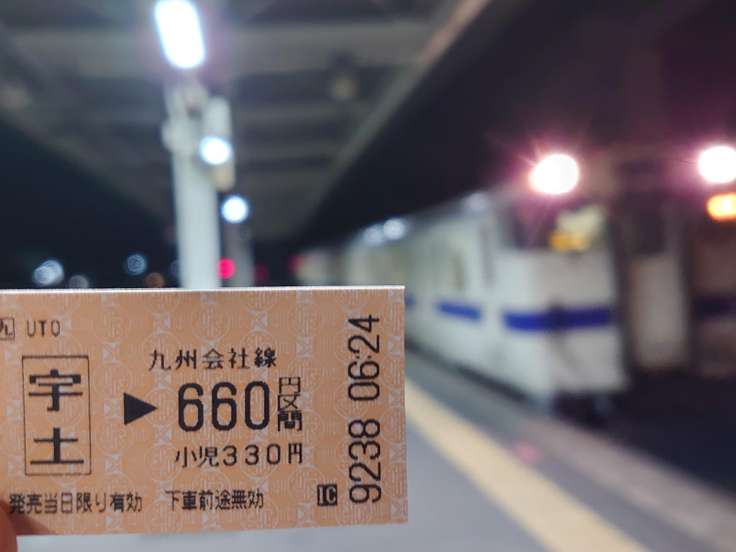 九 UTO
宇土
九州会社線
▶660円区間
小児330円
発売当日限り有効 下車前途無効
IC
9238 06:24